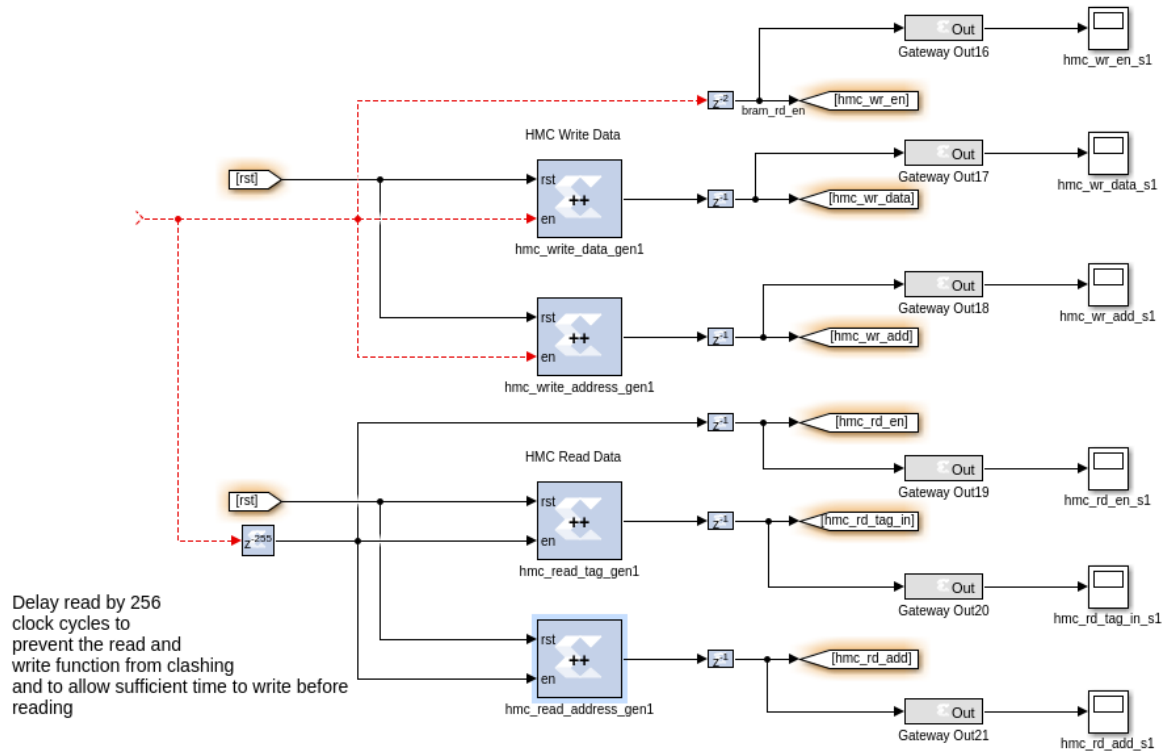 Out
Gateway Out16
hmc_wr_en_s1
z-2
bram_rd_en
[hmc_wr_en]
HMC Write Data
[rst]
rst
++
en
hmc_write_data_gen1
z-1
Out
Gateway Out17
[hmc_wr_data]
hmc_wr_data_s1
rst
++
en
hmc_write_address_gen1
z-1
Out
Gateway Out18
[hmc_wr_add]
hmc_wr_add_s1
z-1
[hmc_rd_en]
Out
Gateway Out19
hmc_rd_en_s1
HMC Read Data
[rst]
z-255
rst
++
en
hmc_read_tag_gen1
z-1
[hmc_rd_tag_in]
Out
Gateway Out20
hmc_rd_tag_in_s1
Delay read by 256
clock cycles to
prevent the read and
write function from clashing
and to allow sufficient time to write before
reading
rst
++
en
hmc_read_address_gen1
z-1
[hmc_rd_add]
Out
Gateway Out21
hmc_rd_add_s1